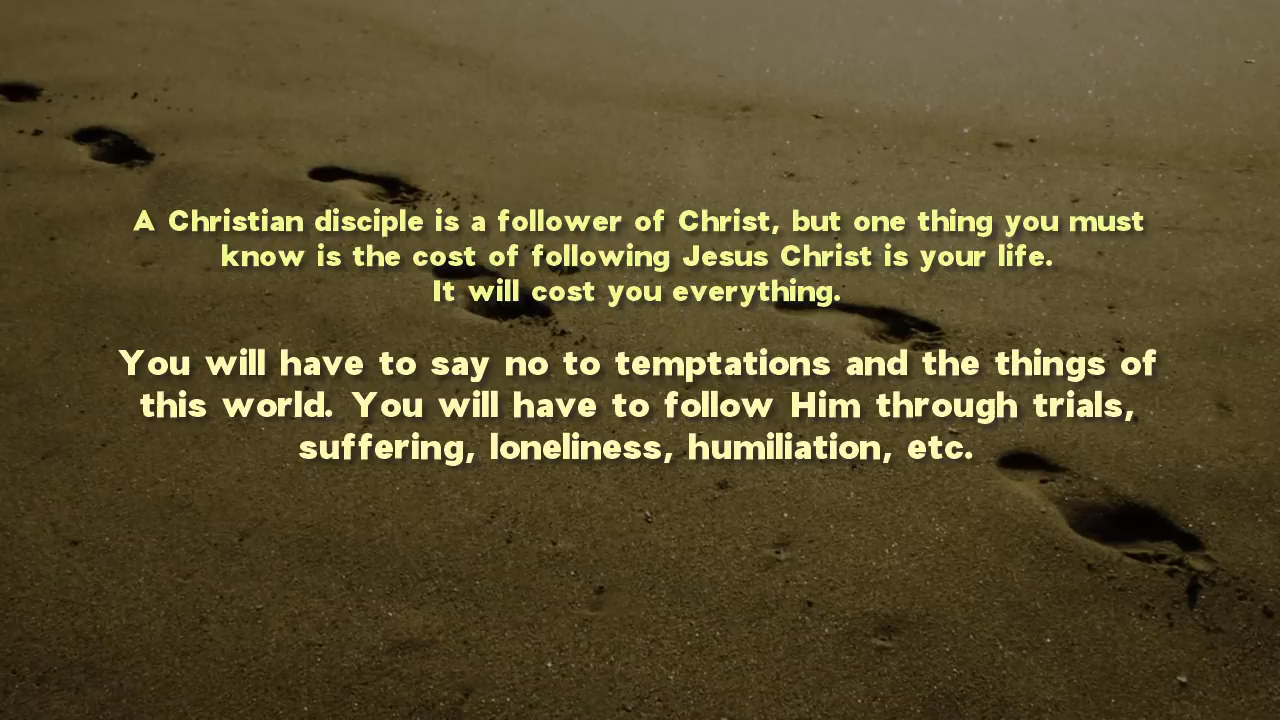 A Christian disciple is a follower of Christ, but one thing you must
know is the cost of following Jesus Christ is your life.
It will cost you everything.
You will have to say no to temptations and the things of
this world. You will have to follow Him through trials,
suffering, loneliness, humiliation, etc.